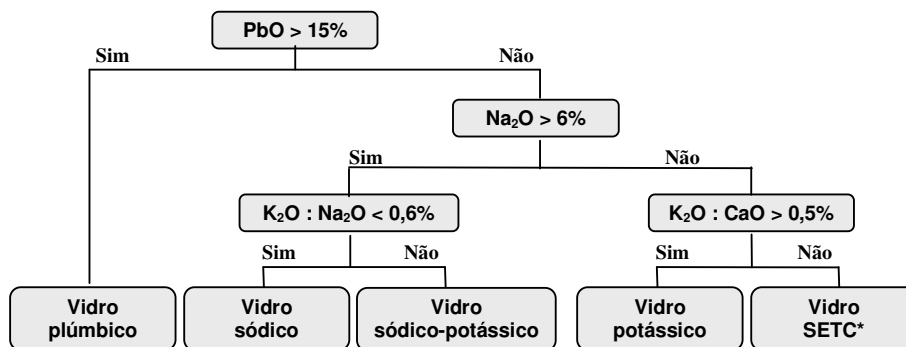 PbO > 15%
Sim
Não
Na₂O > 6%
Sim
Não
K₂O : Na₂O < 0,6%
K₂O : CaO > 0,5%
Sim
Não
Sim
Não
Vidro
plúmbico
Vidro
sódico
Vidro
sódico-potássico
Vidro
potássico
Vidro
SETC*